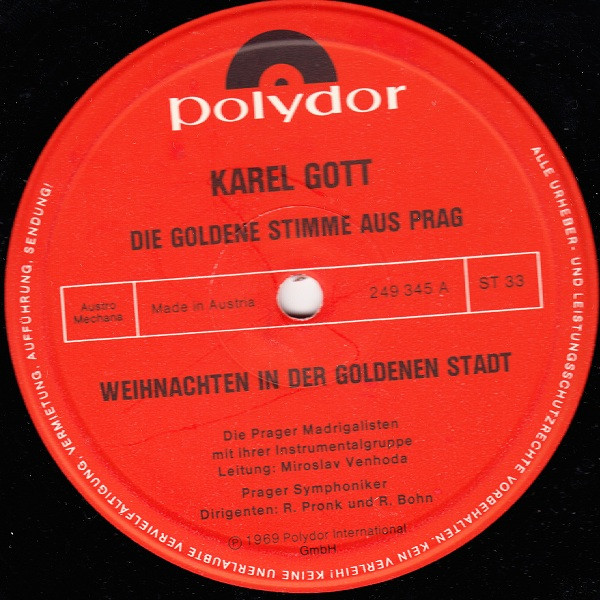 polydor
KAREL GOTT
DIE GOLDENE STIMME AUS PRAG
Austro
Mechana
Made in Austria
249 345 A
ST 33
WEIHNACHTEN IN DER GOLDENEN STADT
Die Prager Madrigalisten
mit ihrer Instrumentalgruppe
Leitung: Miroslav Venhoda
Prager Symphoniker
Dirigenten: R. Pronk und R. Bohn
Ⓟ 1969 Polydor International
GmbH
ALLE URHEBER- UND LEISTUNGSSCHUTZRECHTE VORBEHALTEN. KEIN VERLEIH! KEINE UNERLAUBTE VERVIELFÄLTIGUNG, VERMIETUNG, AUFFÜHRUNG, SENDUNG!